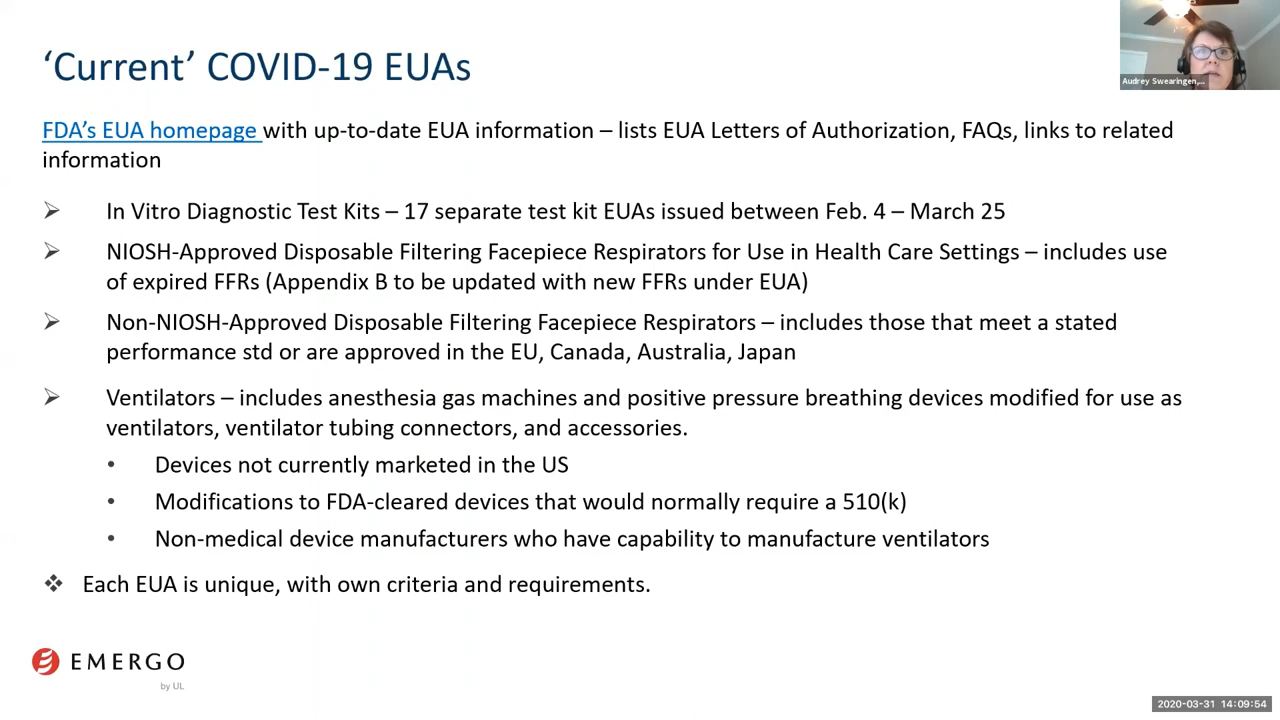 ‘Current’ COVID-19 EUAs
Audrey Swearingen,...
FDA’s EUA homepage with up-to-date EUA information – lists EUA Letters of Authorization, FAQs, links to related
information
In Vitro Diagnostic Test Kits – 17 separate test kit EUAs issued between Feb. 4 – March 25
NIOSH-Approved Disposable Filtering Facepiece Respirators for Use in Health Care Settings – includes use
of expired FFRs (Appendix B to be updated with new FFRs under EUA)
Non-NIOSH-Approved Disposable Filtering Facepiece Respirators – includes those that meet a stated
performance std or are approved in the EU, Canada, Australia, Japan
Ventilators – includes anesthesia gas machines and positive pressure breathing devices modified for use as
ventilators, ventilator tubing connectors, and accessories.
• Devices not currently marketed in the US
• Modifications to FDA-cleared devices that would normally require a 510(k)
• Non-medical device manufacturers who have capability to manufacture ventilators
Each EUA is unique, with own criteria and requirements.
EMERGO
by UL
2020-03-31 14:09:54